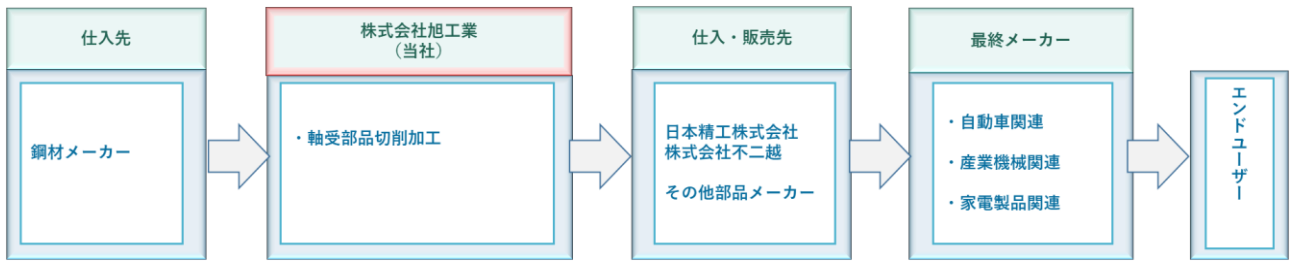 仕入先
鋼材メーカー
株式会社旭工業
（当社）
・軸受部品切削加工
仕入・販売先
日本精工株式会社
株式会社不二越
その他部品メーカー
最終メーカー
・自動車関連
・産業機械関連
・家電製品関連
エンドユーザー